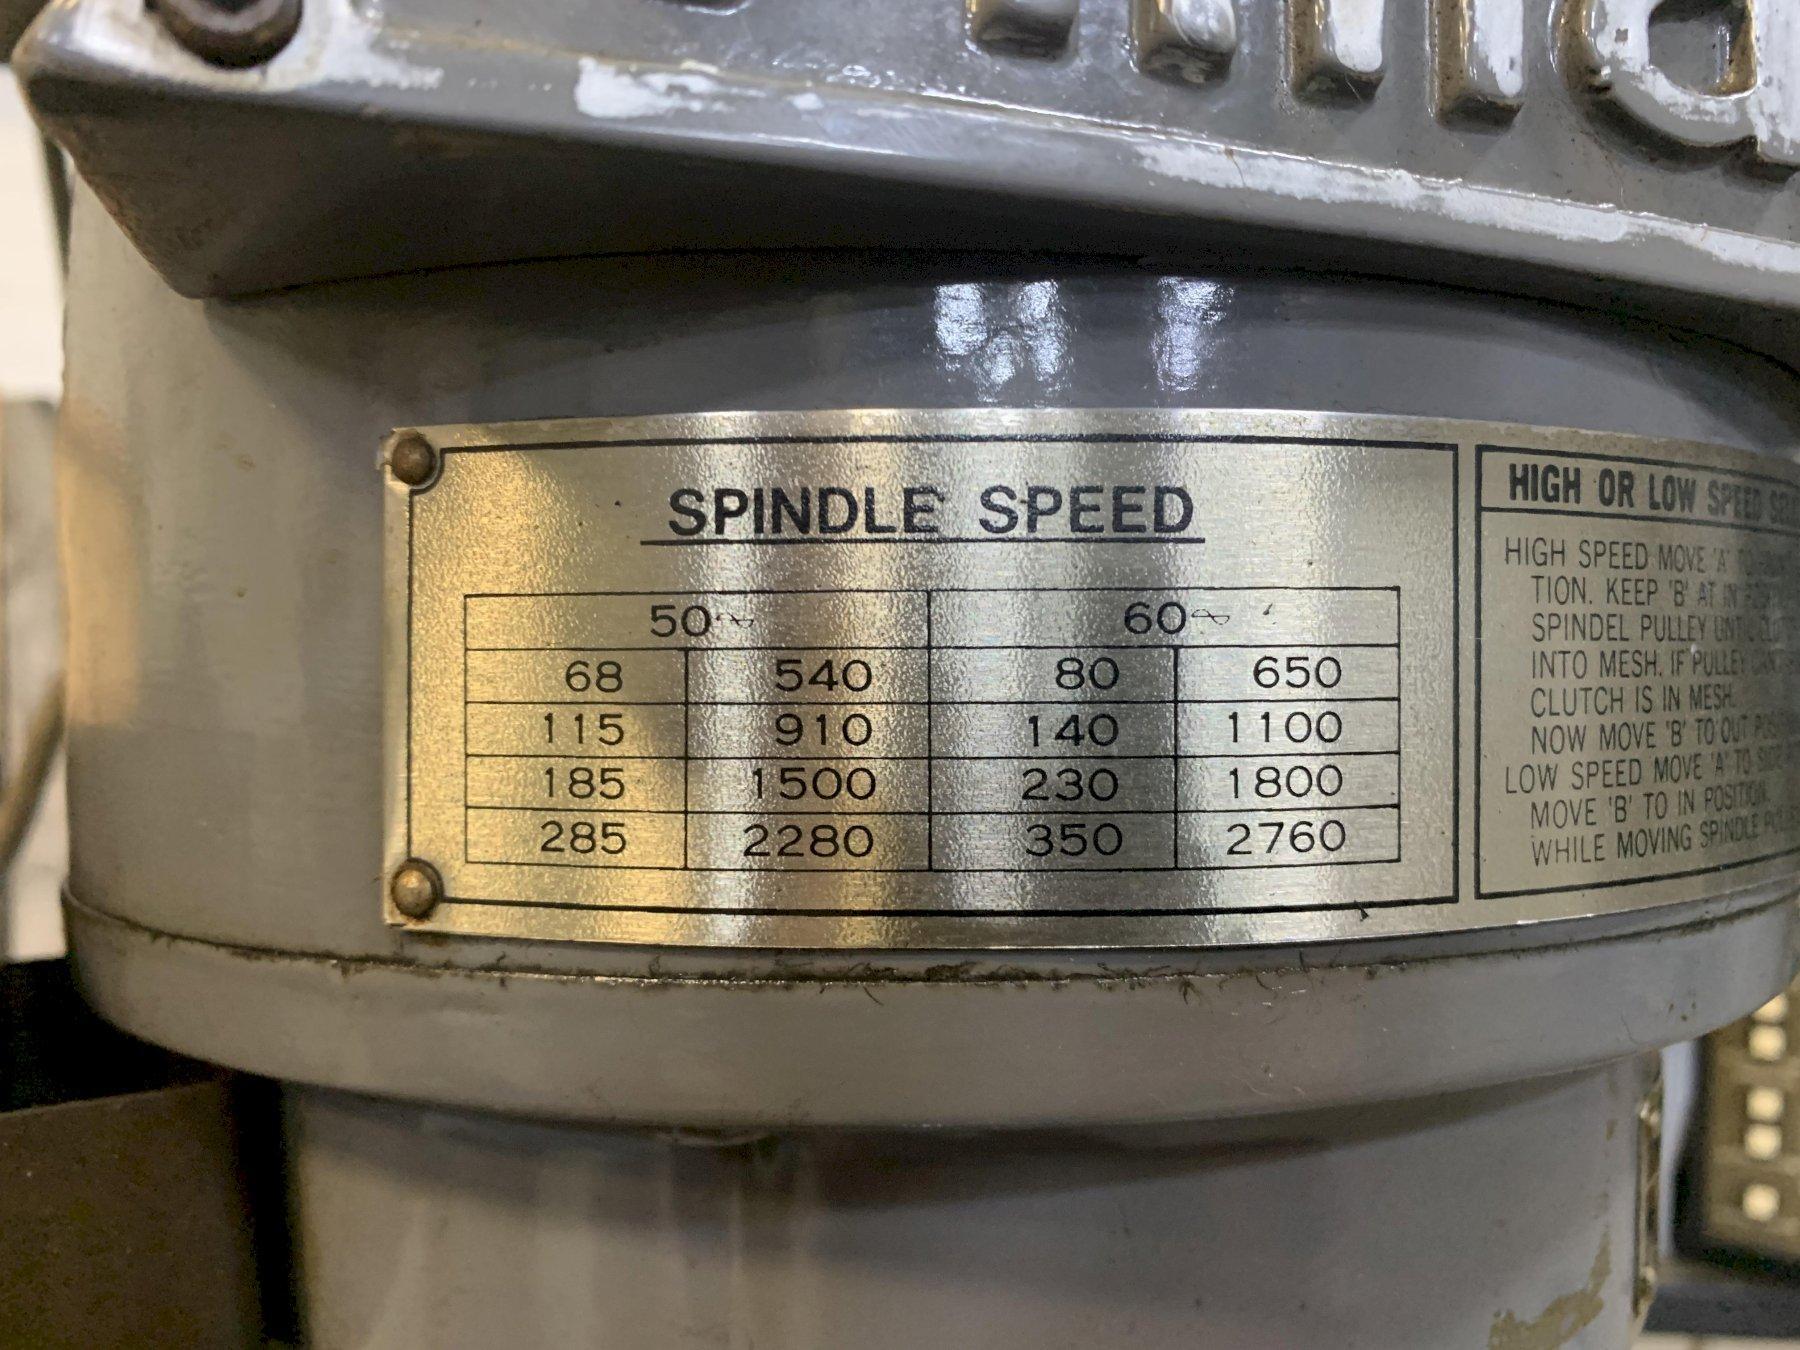 SPINDLE SPEED
50~ 60~
68 540 80 650
115 910 140 1100
185 1500 230 1800
285 2280 350 2760
HIGH OR LOW SPEED
HIGH SPEED MOVE 'A' TO
TION. KEEP 'B' AT IN
SPINDEL PULLEY UNTIL
INTO MESH. IF PULLEY
CLUTCH IS IN MESH.
NOW MOVE 'B' TO OUT
LOW SPEED MOVE 'A' TO
MOVE 'B' TO IN POSITION.
WHILE MOVING SPINDLE